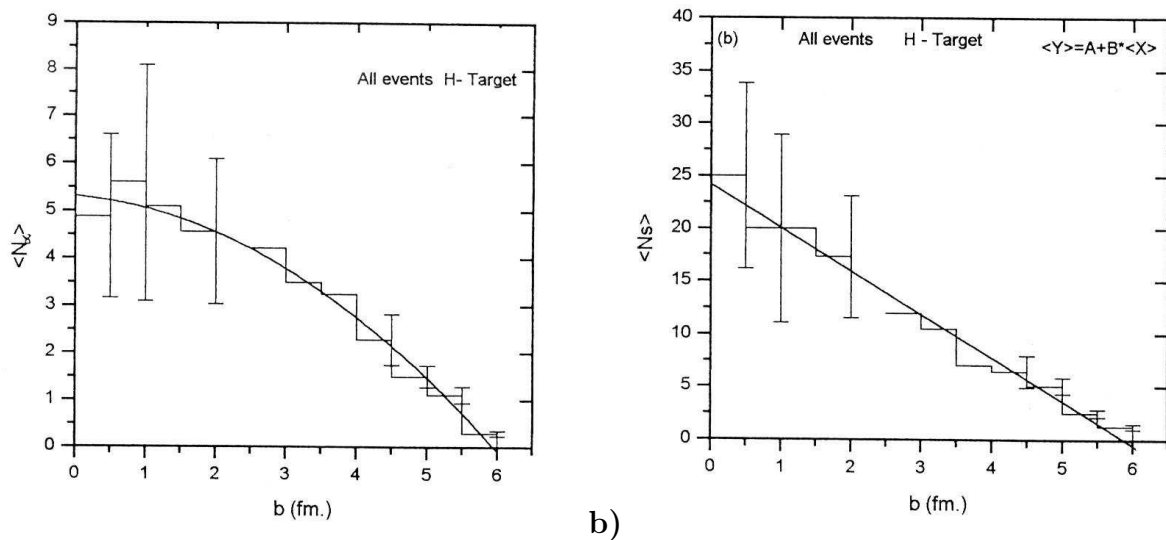 9
8
7
6
5
4
3
2
1
0
<Nα>
All events H- Target
0 1 2 3 4 5 6
b (fm.)
b)
40
35
30
25
20
15
10
5
0
<Ns>
(b) All events H - Target
<Y>=A+B*<X>
0 1 2 3 4 5 6
b (fm.)